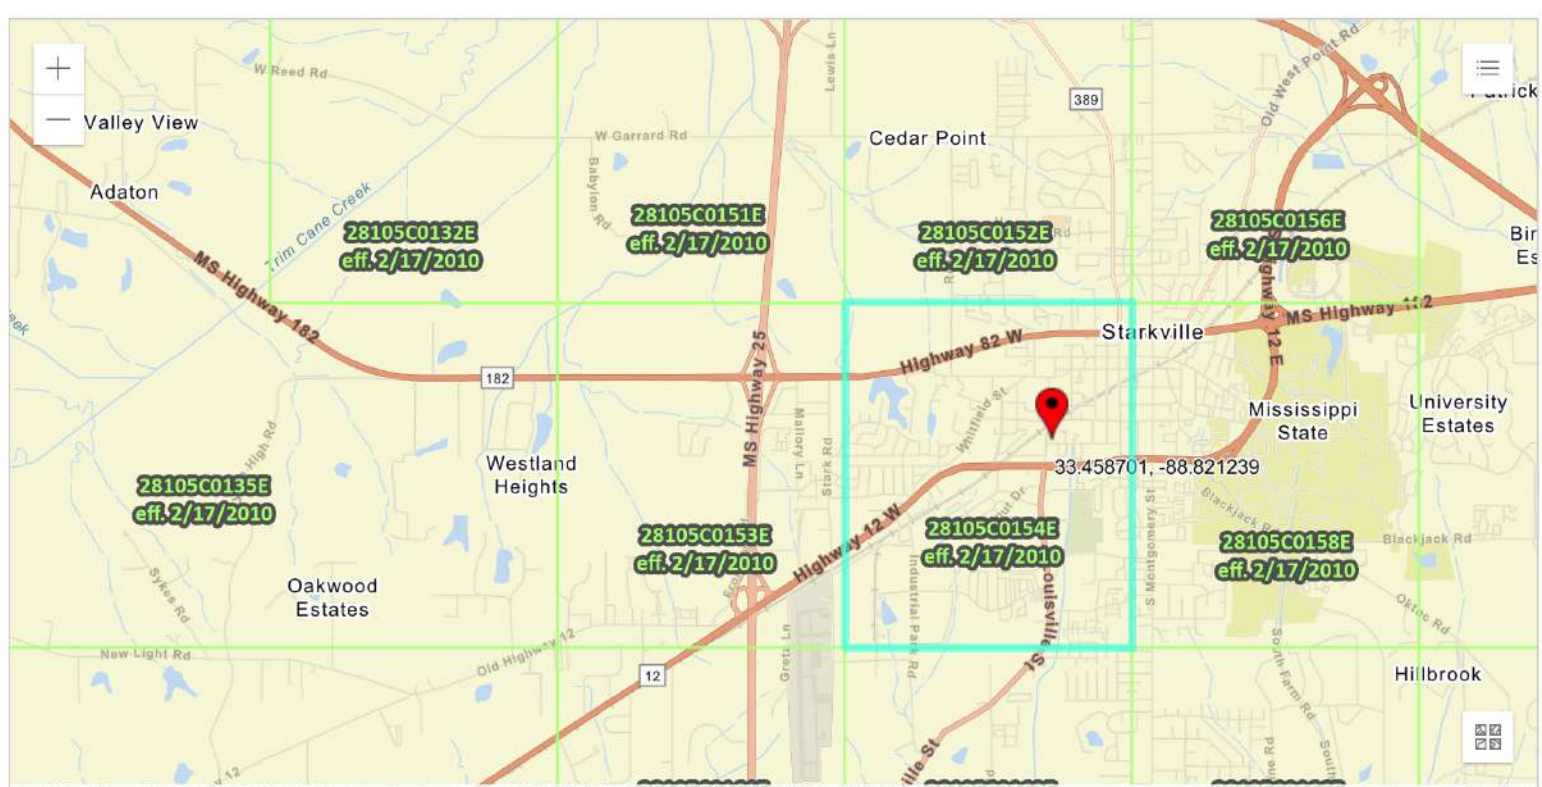 W Reed Rd
Lewis Ln
389
Old West Point Rd
Valley View
W Garrard Rd
Cedar Point
Adaton
Babylon Rd
Trim Cane Creek
28105C0132E
eff. 2/17/2010
28105C0151E
eff. 2/17/2010
28105C0152E
eff. 2/17/2010
Rd
28105C0156E
eff. 2/17/2010
MS Highway 182
MS Highway 25
Highway 82 W
Starkville
MS Highway 182
Highway 12 E
182
Whitfield St
Mississippi
State
University
Estates
Mallory Ln
Stark Rd
High Rd
Westland
Heights
33.458701, -88.821239
28105C0135E
eff. 2/17/2010
28105C0153E
eff. 2/17/2010
Highway 12 W
28105C0154E
eff. 2/17/2010
28105C0158E
eff. 2/17/2010
Blackjack Rd
Blackjack Rd
S Montgomery St
Sykes Rd
Oakwood
Estates
Industrial Park Rd
Louisville St
Oktoc Rd
New Light Rd
Old Highway 12
Gretz Ln
12
South Farm Rd
Hillbrook